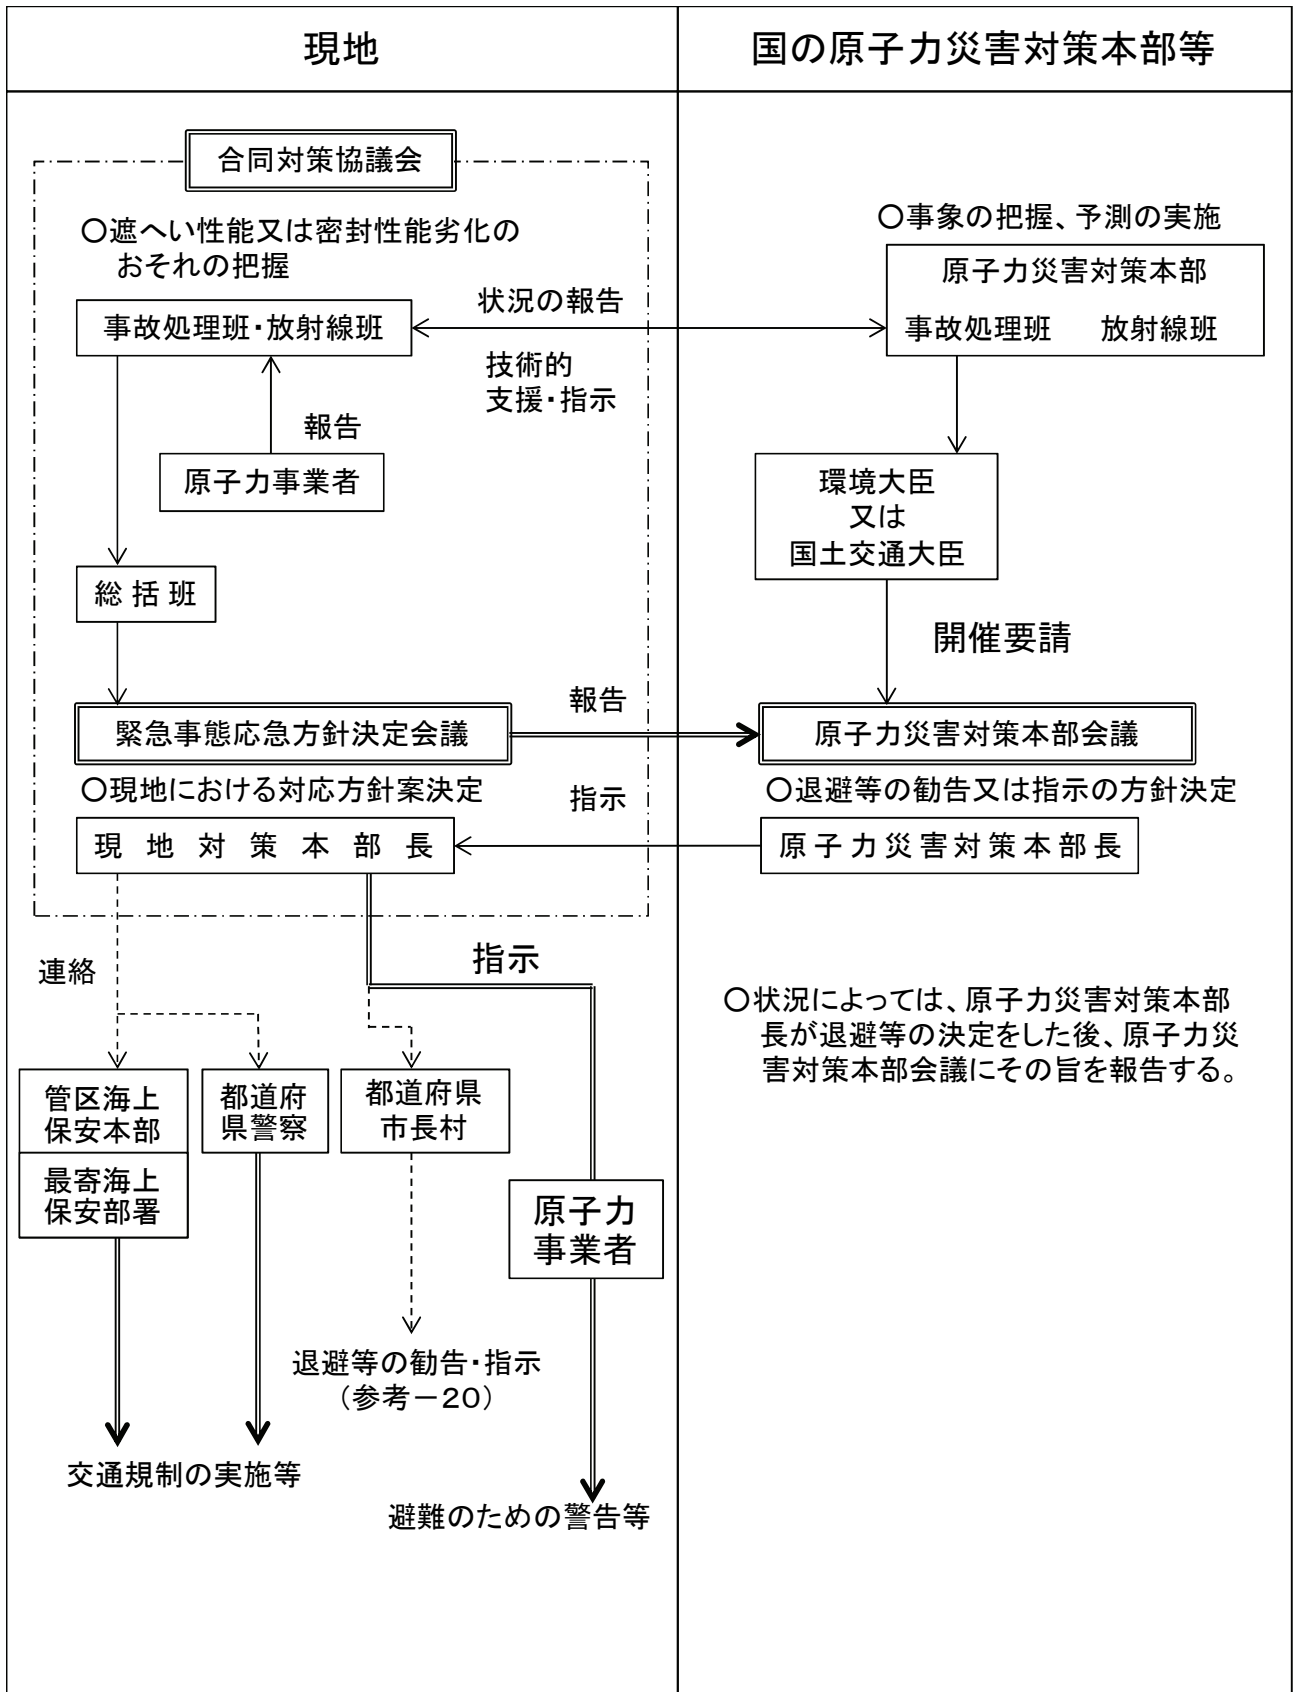 現地
国の原子力災害対策本部等
合同対策協議会
○遮へい性能又は密封性能劣化の
おそれの把握
事故処理班・放射線班
状況の報告
技術的
支援・指示
報告
原子力事業者
総括班
緊急事態応急方針決定会議
報告
○現地における対応方針案決定
指示
現地対策本部長
○事象の把握、予測の実施
原子力災害対策本部
事故処理班　放射線班
環境大臣
又は
国土交通大臣
開催要請
原子力災害対策本部会議
○退避等の勧告又は指示の方針決定
原子力災害対策本部長
○状況によっては、原子力災害対策本部
長が退避等の決定をした後、原子力災
害対策本部会議にその旨を報告する。
連絡
指示
管区海上
保安本部
最寄海上
保安部署
都道府
県警察
都道府県
市長村
原子力
事業者
退避等の勧告・指示
（参考－２０）
交通規制の実施等
避難のための警告等